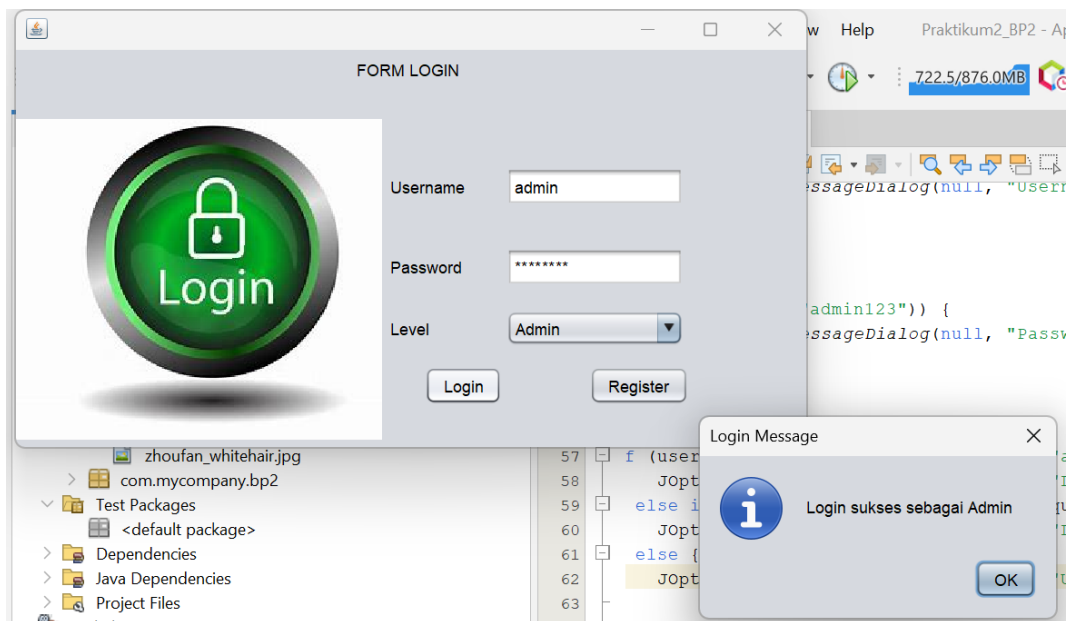 w Help Praktikum2_BP2 - Ap
FORM LOGIN
722.5/876.0MB
Login
Username admin
Password ********
Level Admin
Login Register
ssageDialog(null, "Usern
admin123")) {
ssageDialog(null, "Passw
Login Message
Login sukses sebagai Admin
OK
zhoufan_whitehair.jpg
com.mycompany.bp2
Test Packages
<default package>
Dependencies
Java Dependencies
Project Files
57 f (user
58 JOpt
59 else i
60 JOpt
61 else {
62 JOpt
63